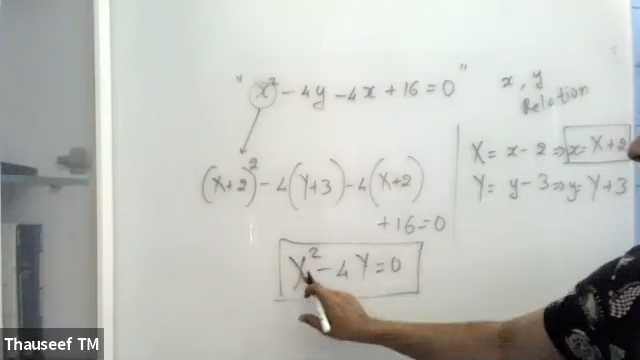 " x² - 4y - 4x + 16 = 0 "
(X+2)² - 4(Y+3) - 4(X+2)
+ 16 = 0
X² - 4Y = 0
x, y
Relation
X = x - 2 ⇒ x = X + 2
Y = y - 3 ⇒ y = Y + 3
Thauseef TM